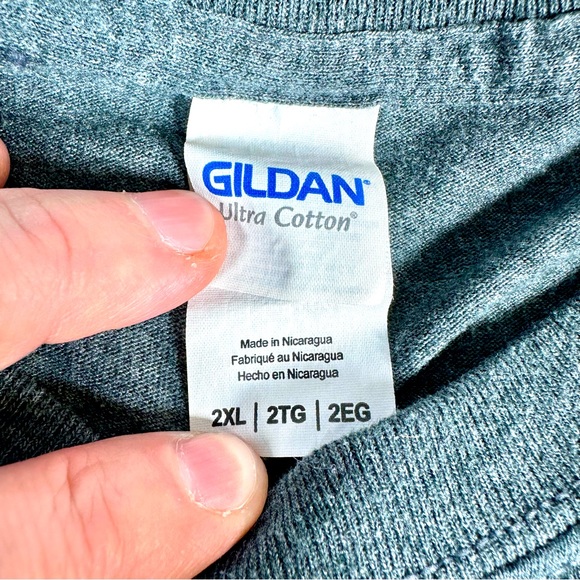 GILDAN®
Ultra Cotton®
Made in Nicaragua
Fabriqué au Nicaragua
Hecho en Nicaragua
2XL | 2TG | 2EG